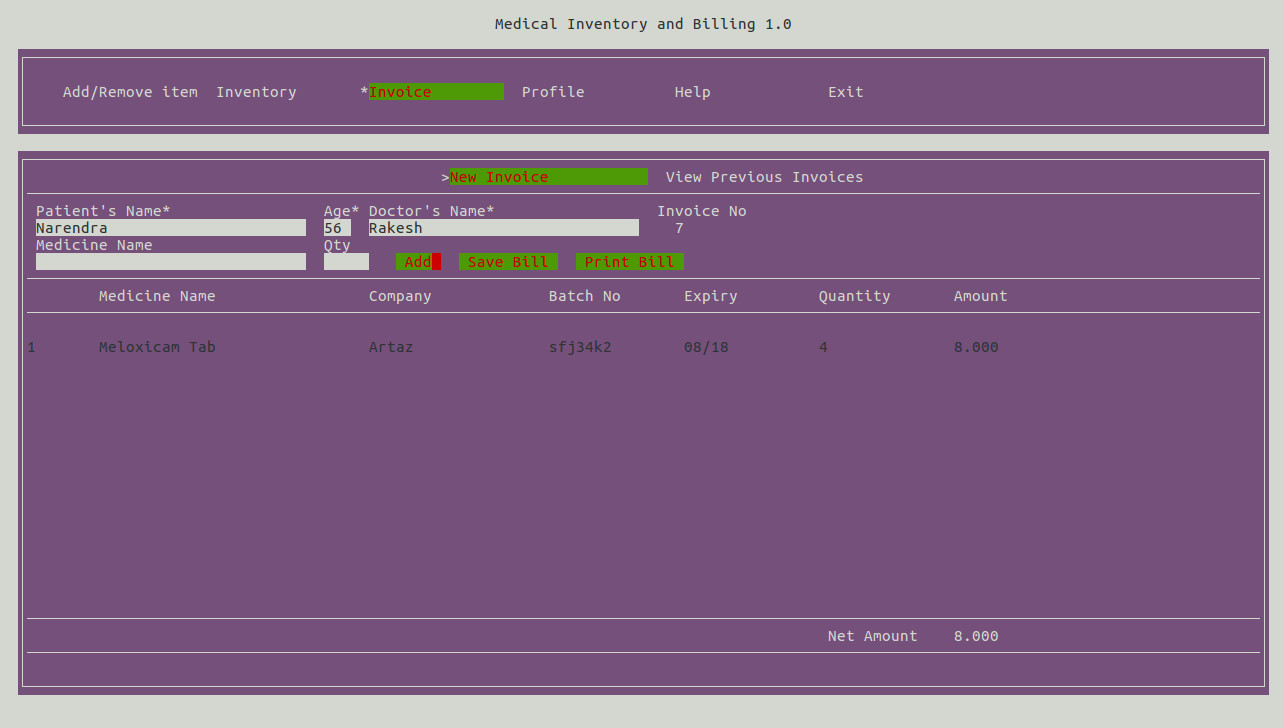 Medical Inventory and Billing 1.0
Add/Remove item Inventory *Invoice Profile Help Exit
>New Invoice View Previous Invoices
Patient's Name* Age* Doctor's Name* Invoice No
Narendra 56 Rakesh 7
Medicine Name Qty
Add Save Bill Print Bill
Medicine Name Company Batch No Expiry Quantity Amount
1 Meloxicam Tab Artaz sfj34k2 08/18 4 8.000
Net Amount 8.000